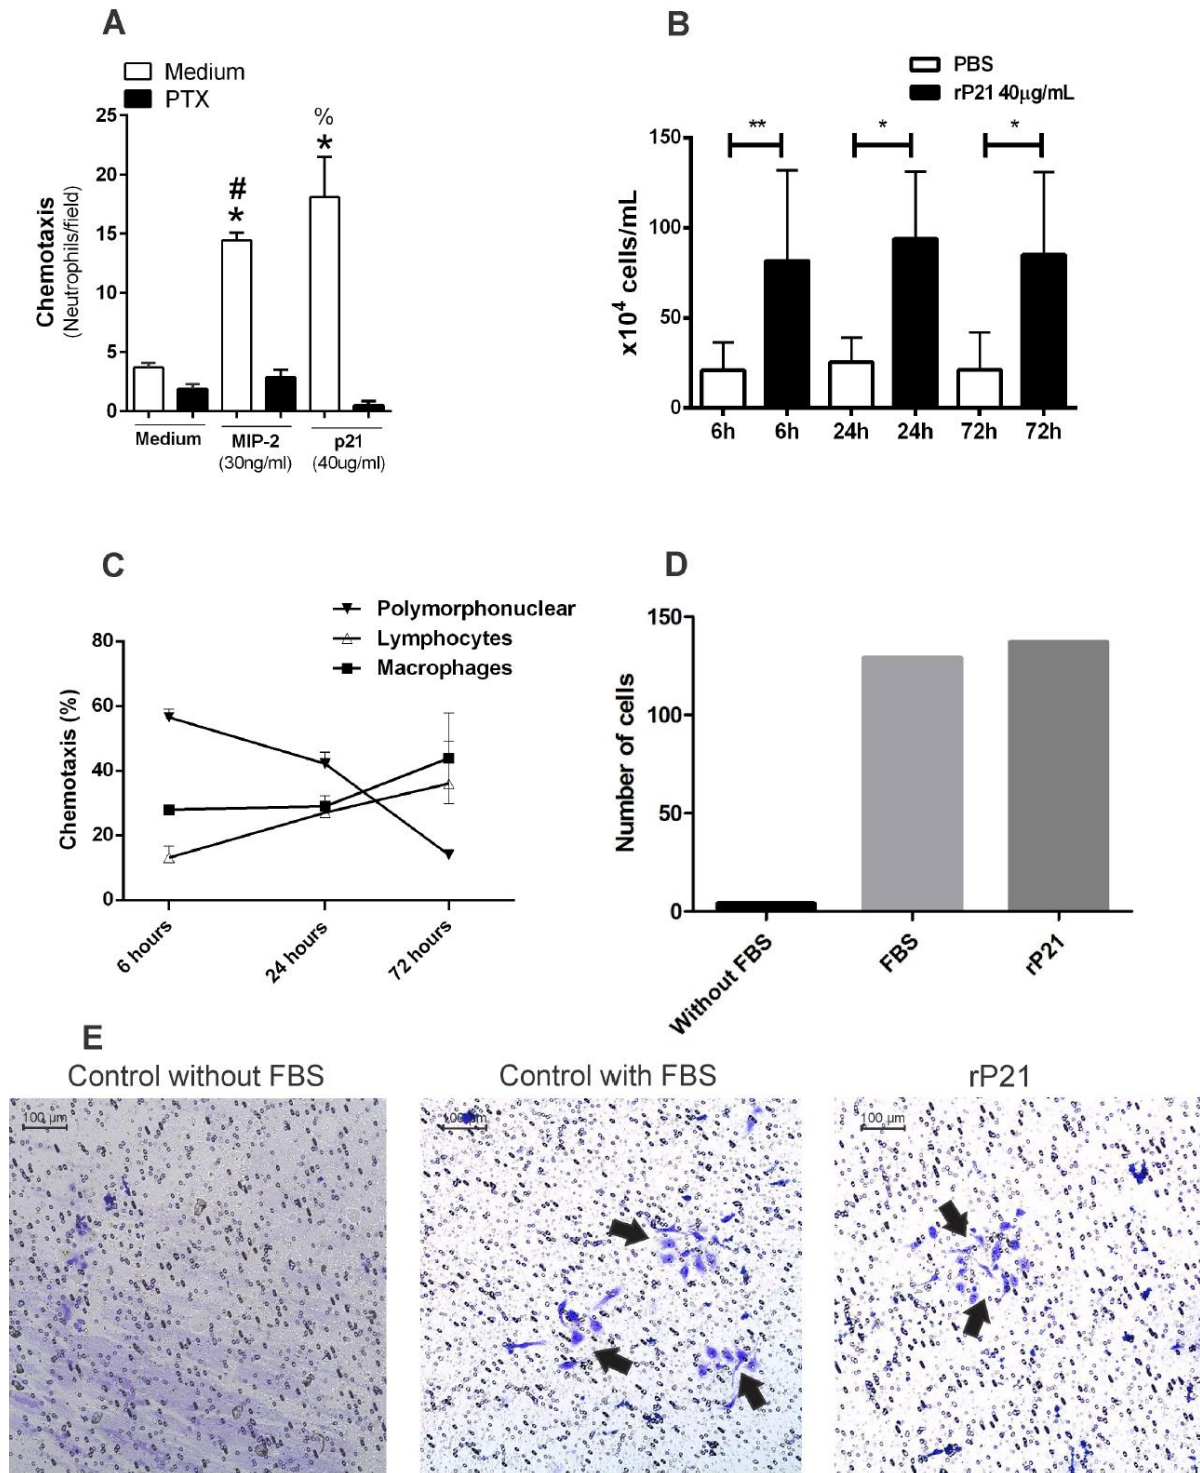 A
Medium
PTX
25
20
15
10
5
0
Chemotaxis
(Neutrophils/field)
#
*
%
*
Medium
MIP-2
(30ng/ml)
p21
(40ug/ml)
B
PBS
rP21 40µg/mL
150
100
50
0
x10⁴ cells/mL
**
*
*
6h 6h 24h 24h 72h 72h
C
Polymorphonuclear
Lymphocytes
Macrophages
80
60
40
20
0
Chemotaxis (%)
6 hours
24 hours
72 hours
D
150
100
50
0
Number of cells
Without FBS
FBS
rP21
E
Control without FBS
Control with FBS
rP21
100 µm
100 µm
100 µm